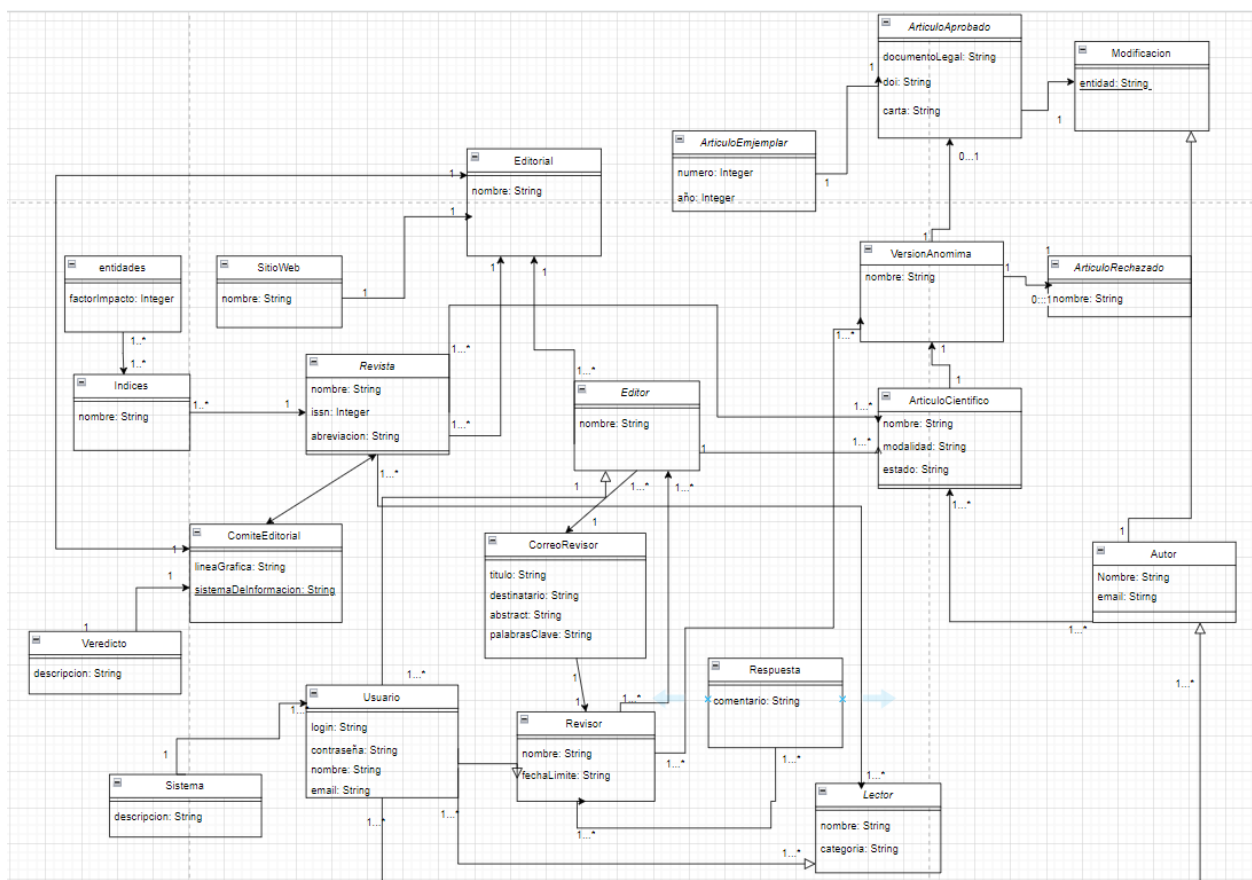 ArticuloAprobado
documentoLegal: String
doi: String
carta: String
1
Modificacion
entidad: String
1
ArticuloEmjemplar
numero: Integer
año: Integer
1
0...1
Editorial
nombre: String
1
1
1
1
entidades
factorImpacto: Integer
1..*
1..*
SitioWeb
nombre: String
1
VersionAnomima
nombre: String
1
1
1...*
1
ArticuloRechazado
nombre: String
1
0:::1
Indices
nombre: String
1..*
1
Revista
nombre: String
issn: Integer
abreviacion: String
1...*
1...*
1...*
Editor
nombre: String
1...*
1
1
1...*
ArticuloCientifico
nombre: String
modalidad: String
estado: String
1
1...*
1...*
1...*
ComiteEditorial
lineaGrafica: String
sistemaDeInformacion: String
1
1
CorreoRevisor
titulo: String
destinatario: String
abstract: String
palabrasClave: String
1
1
1...*
Autor
Nombre: String
email: Stirng
1
1...*
1...*
Veredicto
descripcion: String
1
Usuario
login: String
contraseña: String
nombre: String
email: String
1...*
1...*
1...*
1...*
Revisor
nombre: String
fechaLimite: String
1
1...*
1...*
1...*
Respuesta
comentario: String
1...*
Sistema
descripcion: String
1
Lector
nombre: String
categoria: String
1...*
1...*